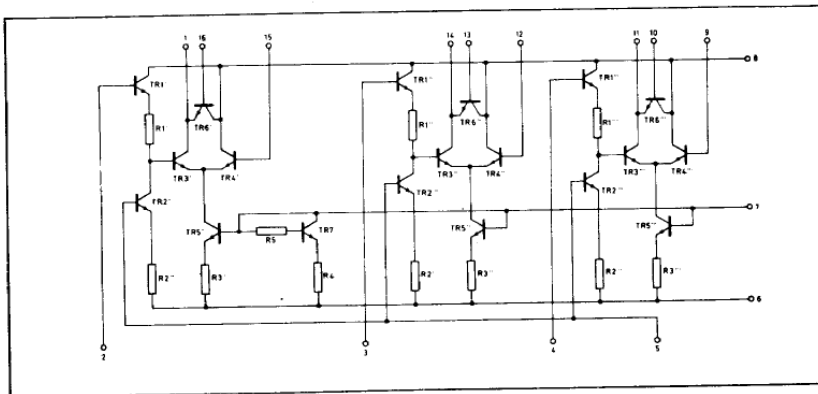 1 16 15 14 13 12 11 10 9
8
TR1' TR1'' TR1'''
R1' TR6' R1'' TR6'' R1''' TR6'''
TR3' TR4' TR3'' TR4'' TR3''' TR4'''
TR2' TR2'' TR2'''
7
TR5' R5 TR7 TR5'' TR5'''
R2'' R3' R4 R2' R3'' R2''' R3'''
6
2 3 4 5